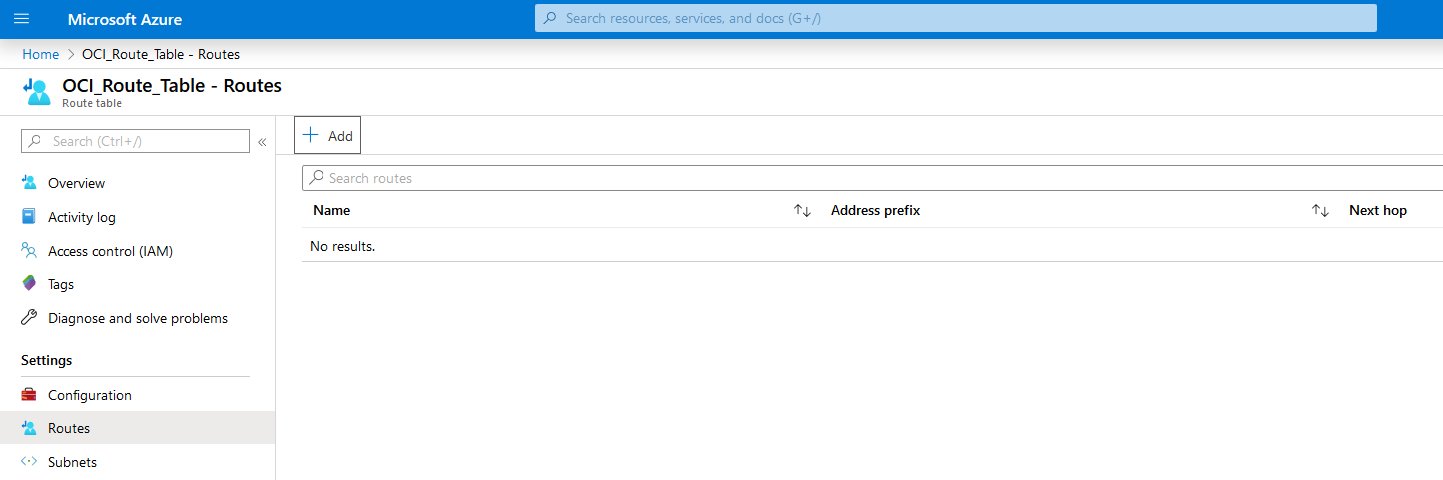 Microsoft Azure
Search resources, services, and docs (G+/)
Home > OCI_Route_Table - Routes
OCI_Route_Table - Routes
Route table
Search (Ctrl+/)
«
Add
Overview
Activity log
Access control (IAM)
Tags
Diagnose and solve problems
Settings
Configuration
Routes
Subnets
Search routes
Name
Address prefix
Next hop
No results.